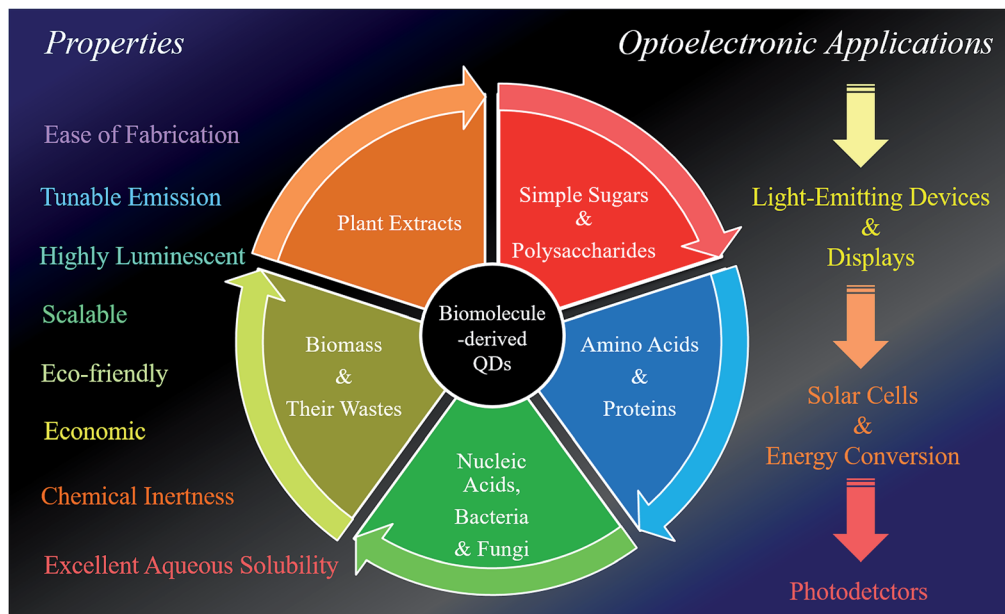 Properties
Optoelectronic Applications
Ease of Fabrication
Tunable Emission
Highly Luminescent
Scalable
Eco-friendly
Economic
Chemical Inertness
Excellent Aqueous Solubility
Plant Extracts
Simple Sugars
&
Polysaccharides
Biomolecule
-derived
QDs
Biomass
&
Their Wastes
Amino Acids
&
Proteins
Nucleic
Acids,
Bacteria
& Fungi
Light-Emitting Devices
&
Displays
Solar Cells
&
Energy Conversion
Photodetctors